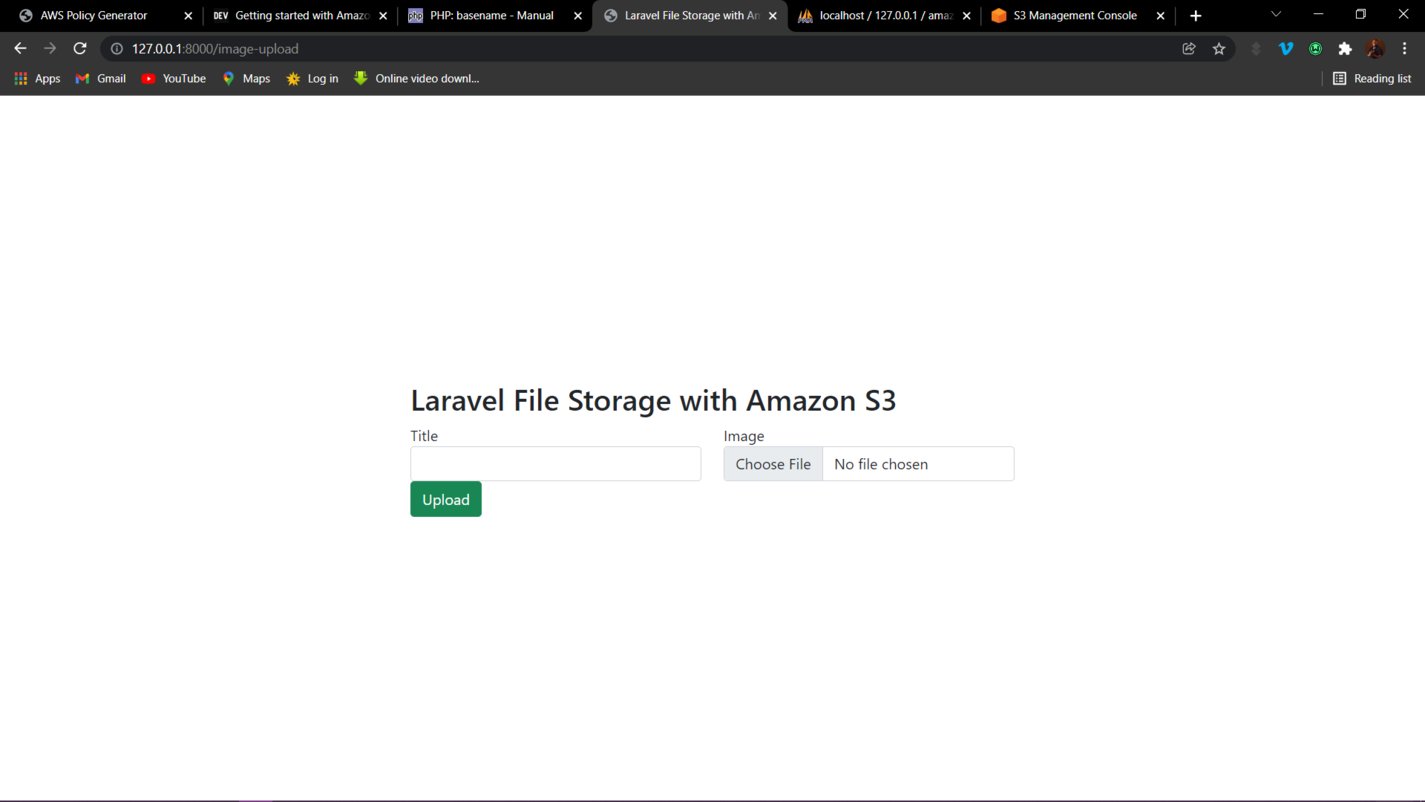 AWS Policy Generator
DEV Getting started with Amazo
php PHP: basename - Manual
Laravel File Storage with An
localhost / 127.0.0.1 / amaz
S3 Management Console
127.0.0.1:8000/image-upload
Apps Gmail YouTube Maps Log in Online video downl... Reading list
Laravel File Storage with Amazon S3
Title Image
Choose File No file chosen
Upload